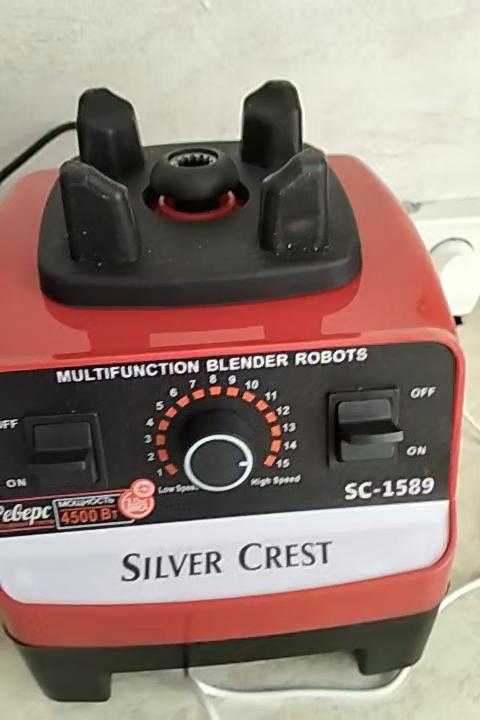 MULTIFUNCTION BLENDER ROBOTS
1 2 3 4 5 6 7 8 9 10 11 12 13 14 15
Low Speed High Speed
OFF
ON
OFF
ON
SC-1589
Реверс
МОЩНОСТЬ
4500 Вт
SILVER CREST